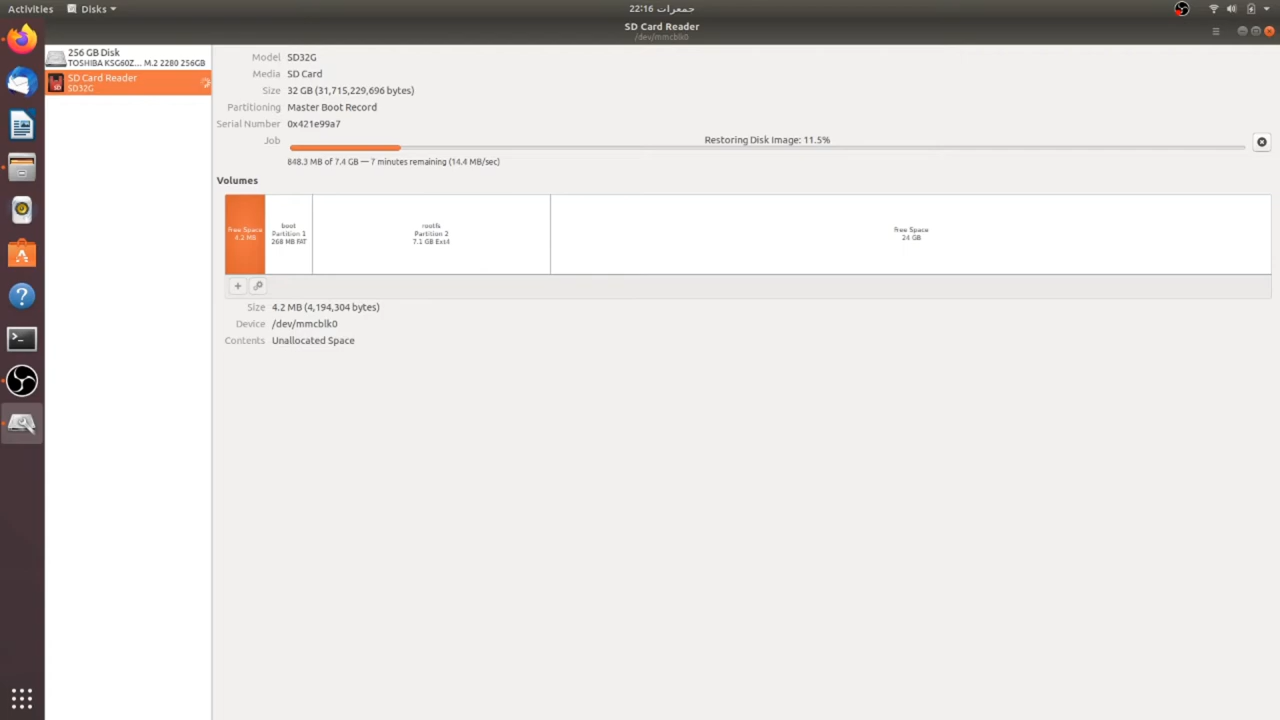 Activities
Disks
جمعرات 22:16
SD Card Reader
/dev/mmcblk0
256 GB Disk
TOSHIBA KSG60Z... M.2 2280 256GB
SD Card Reader
SD32G
Model SD32G
Media SD Card
Size 32 GB (31,715,229,696 bytes)
Partitioning Master Boot Record
Serial Number 0x421e99a7
Job Restoring Disk Image: 11.5%
848.3 MB of 7.4 GB — 7 minutes remaining (14.4 MB/sec)
Volumes
Free Space
4.2 MB
boot
Partition 1
268 MB FAT
rootfs
Partition 2
7.1 GB Ext4
Free Space
24 GB
Size 4.2 MB (4,194,304 bytes)
Device /dev/mmcblk0
Contents Unallocated Space